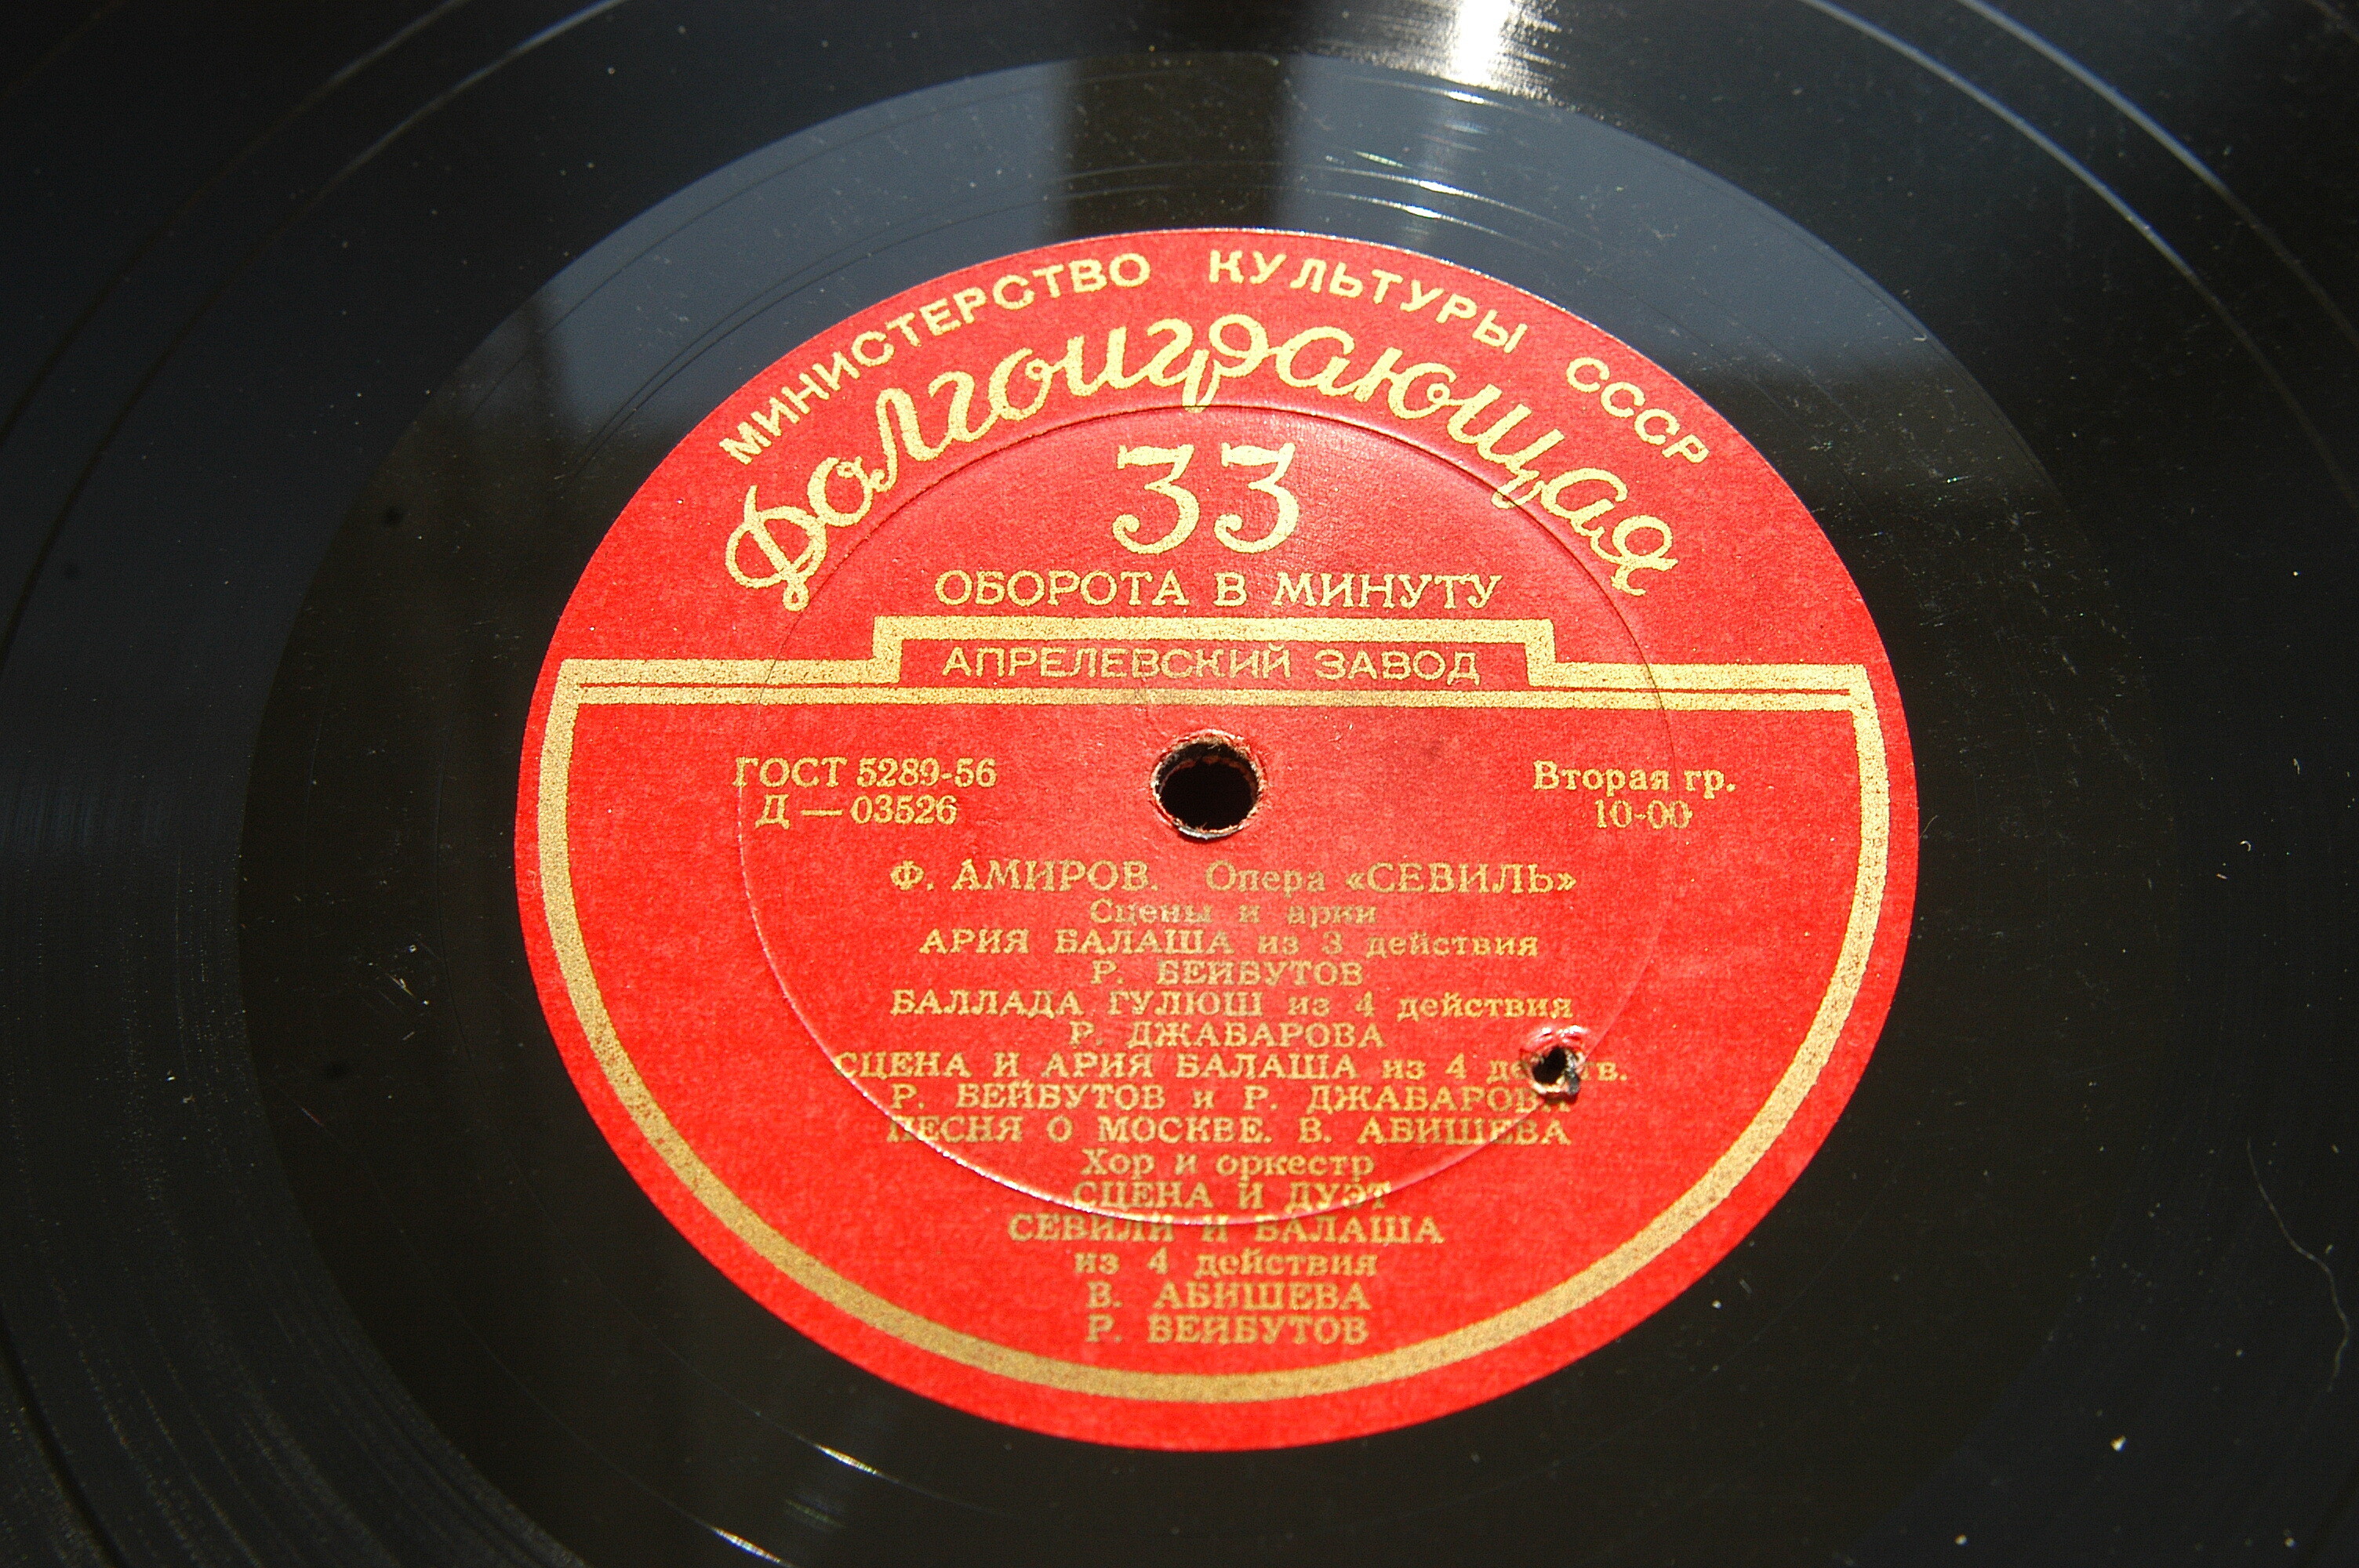 МИНИСТЕРСТВО КУЛЬТУРЫ СССР
Долгоиграющая
33
ОБОРОТА В МИНУТУ
АПРЕЛЕВСКИЙ ЗАВОД
ГОСТ 5289-56
Д — 03526
Вторая гр.
10-00
Ф. АМИРОВ. Опера «СЕВИЛЬ»
Сцены и арии
АРИЯ БАЛАША из 3 действия
Р. БЕЙБУТОВ
БАЛЛАДА ГУЛЮШ из 4 действия
Р. ДЖАБАРОВА
СЦЕНА И АРИЯ БАЛАША из 4
Р. БЕЙБУТОВ и Р. ДЖАБАРОВА
ПЕСНЯ О МОСКВЕ. В. АБИШЕВА
Хор и оркестр
СЦЕНА И ДУЭТ
СЕВИЛИ И БАЛАША
из 4 действия
В. АБИШЕВА
Р. БЕЙБУТОВ